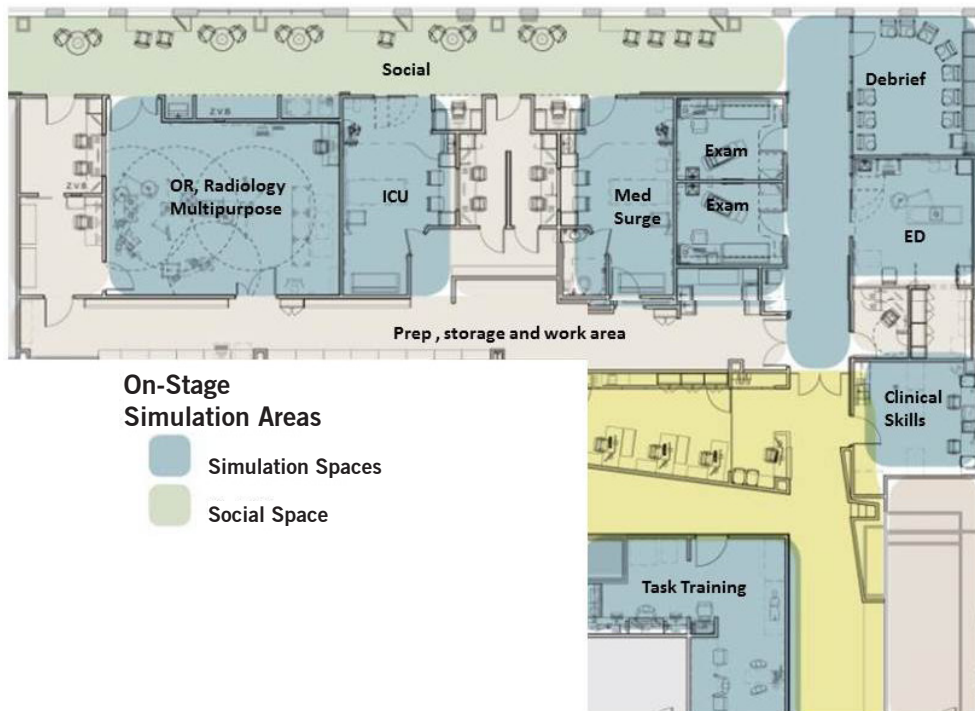 Social
Debrief
OR, Radiology
Multipurpose
ICU
Med
Surge
Exam
Exam
ED
Prep , storage and work area
Clinical
Skills
On-Stage
Simulation Areas
Simulation Spaces
Social Space
Task Training